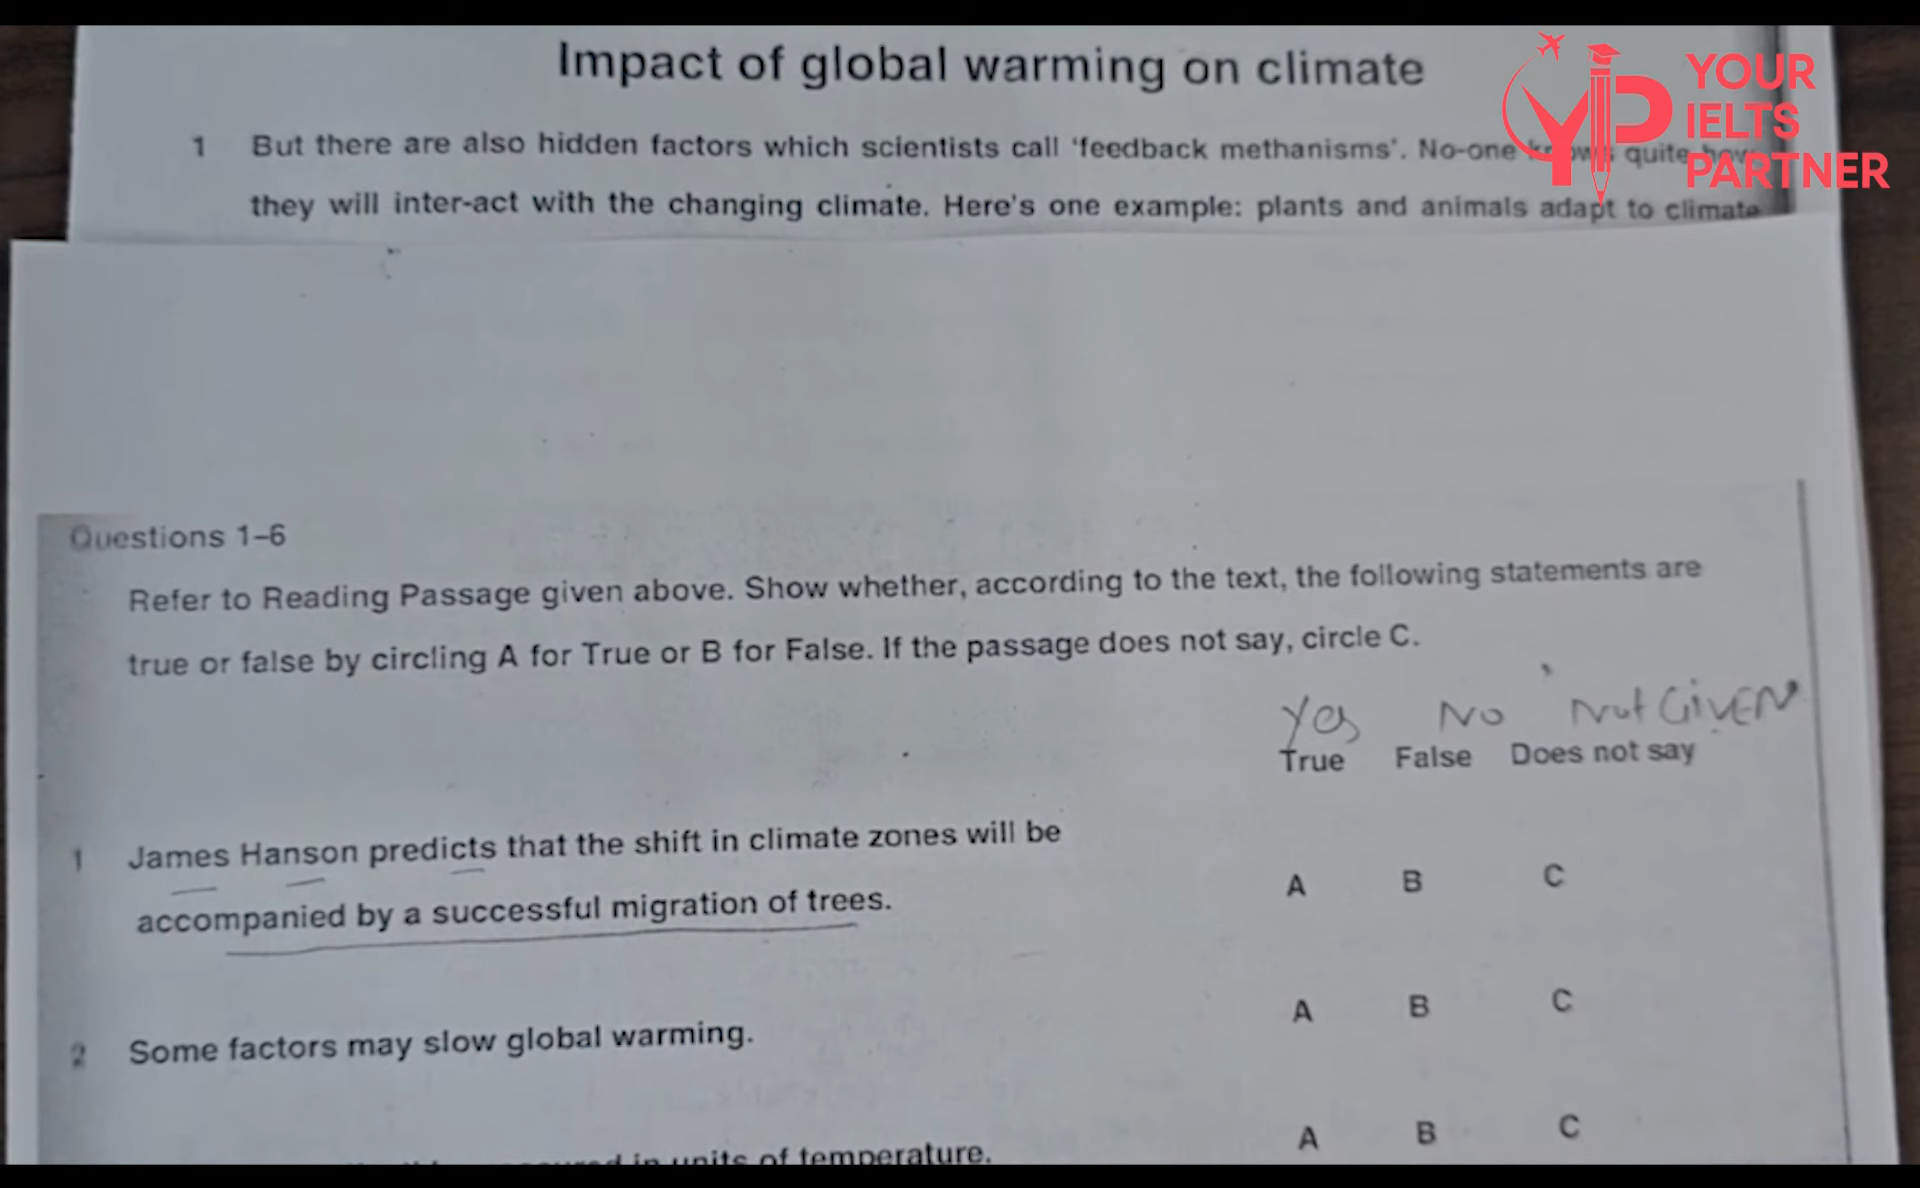 Impact of global warming on climate
YOUR
IELTS
PARTNER
1 But there are also hidden factors which scientists call 'feedback methanisms'. No-one knows quite how
they will inter-act with the changing climate. Here's one example: plants and animals adapt to climate
Questions 1–6
Refer to Reading Passage given above. Show whether, according to the text, the following statements are
true or false by circling A for True or B for False. If the passage does not say, circle C.
Yes No Not GiVEN
True False Does not say
1 James Hanson predicts that the shift in climate zones will be
accompanied by a successful migration of trees.
A B C
2 Some factors may slow global warming.
A B C
in units of temperature.
A B C